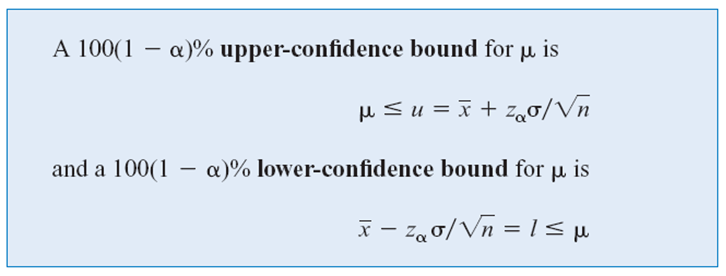 A 100(1 − α)% upper-confidence bound for μ is
μ ≤ u = x̄ + z_α σ/√n
and a 100(1 − α)% lower-confidence bound for μ is
x̄ − z_α σ/√n = l ≤ μ